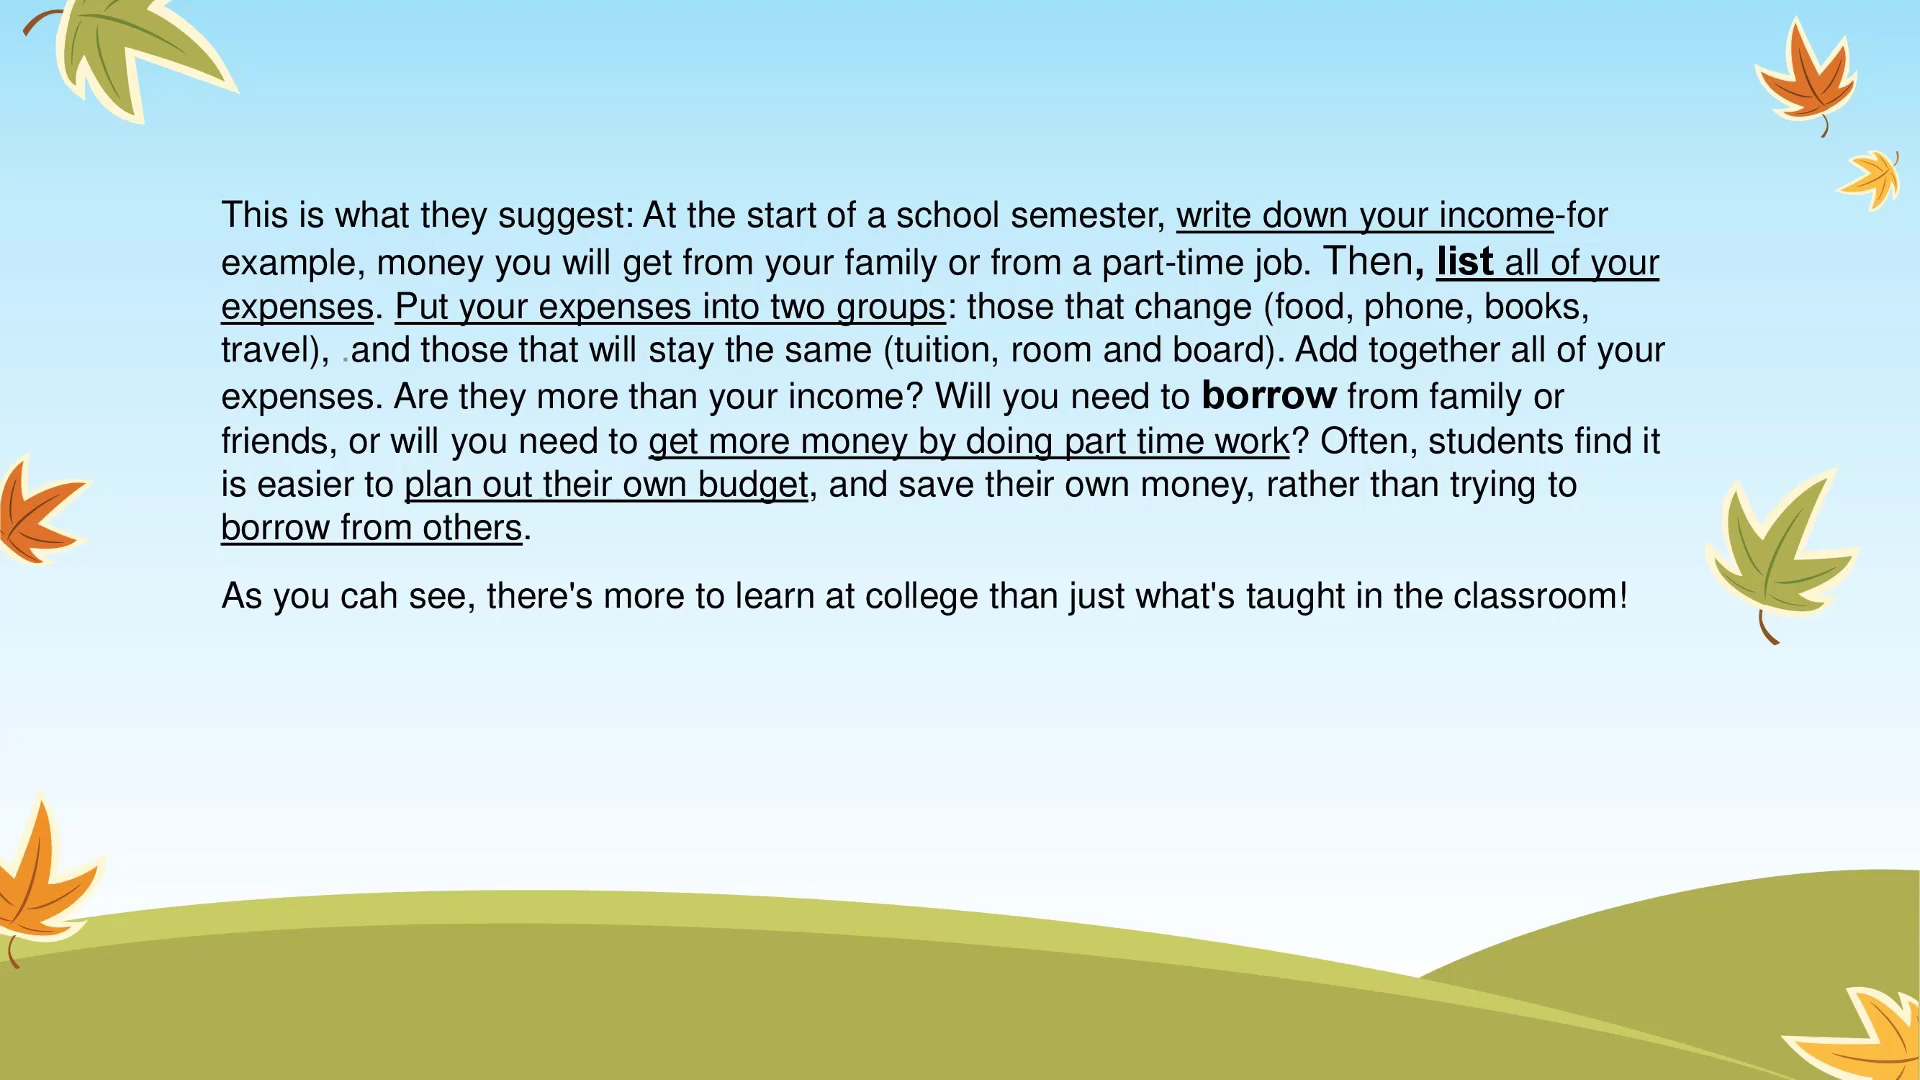 This is what they suggest: At the start of a school semester, write down your income-for
example, money you will get from your family or from a part-time job. Then, list all of your
expenses. Put your expenses into two groups: those that change (food, phone, books,
travel), .and those that will stay the same (tuition, room and board). Add together all of your
expenses. Are they more than your income? Will you need to borrow from family or
friends, or will you need to get more money by doing part time work? Often, students find it
is easier to plan out their own budget, and save their own money, rather than trying to
borrow from others.
As you cah see, there's more to learn at college than just what's taught in the classroom!